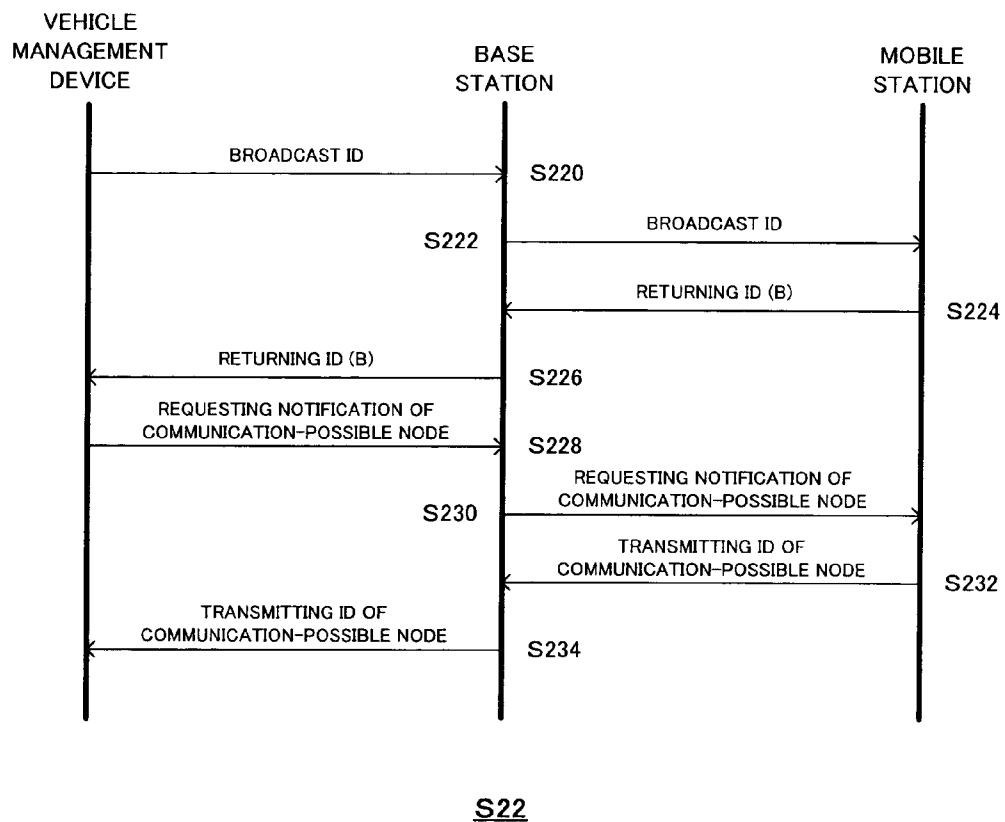 VEHICLE
MANAGEMENT
DEVICE
BASE
STATION
MOBILE
STATION
BROADCAST ID
S220
S222
BROADCAST ID
RETURNING ID (B)
S224
RETURNING ID (B)
S226
REQUESTING NOTIFICATION OF
COMMUNICATION-POSSIBLE NODE
S228
REQUESTING NOTIFICATION OF
COMMUNICATION-POSSIBLE NODE
S230
TRANSMITTING ID OF
COMMUNICATION-POSSIBLE NODE
S232
TRANSMITTING ID OF
COMMUNICATION-POSSIBLE NODE
S234
S22